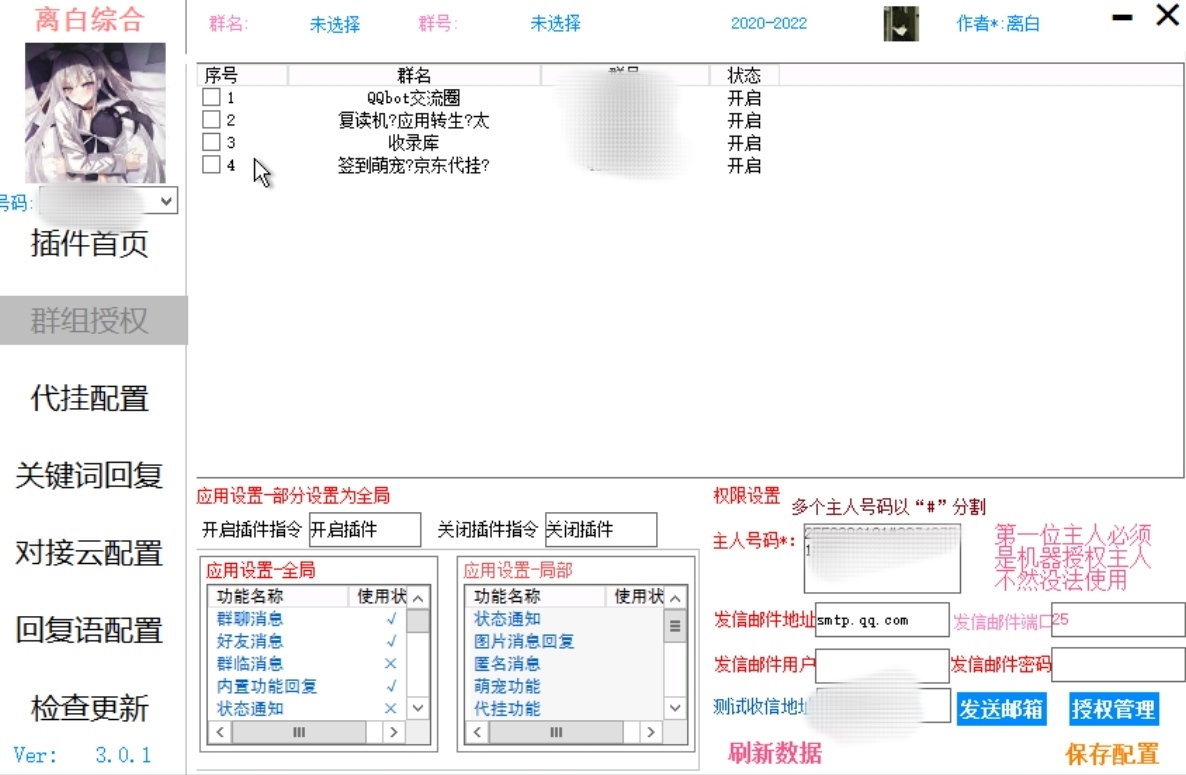 离白综合
群名: 未选择 群号: 未选择 2020-2022 作者*:离白
号码:
插件首页
群组授权
代挂配置
关键词回复
对接云配置
回复语配置
检查更新
Ver: 3.0.1
序号 群名 群号 状态
1 QQbot交流圈 开启
2 复读机?应用转生?太 开启
3 收录库 开启
4 签到萌宠?京东代挂? 开启
应用设置-部分设置为全局
开启插件指令 开启插件 关闭插件指令 关闭插件
应用设置-全局
功能名称 使用状
群聊消息 √
好友消息 √
群临消息 ×
内置功能回复 √
状态通知 ×
应用设置-局部
功能名称 使用状
状态通知
图片消息回复
匿名消息
萌宠功能
代挂功能
权限设置 多个主人号码以“#”分割
主人号码*:
第一位主人必须
是机器授权主人
不然没法使用
发信邮件地址 smtp.qq.com 发信邮件端口 25
发信邮件用户 发信邮件密码
测试收信地址 发送邮箱 授权管理
刷新数据 保存配置